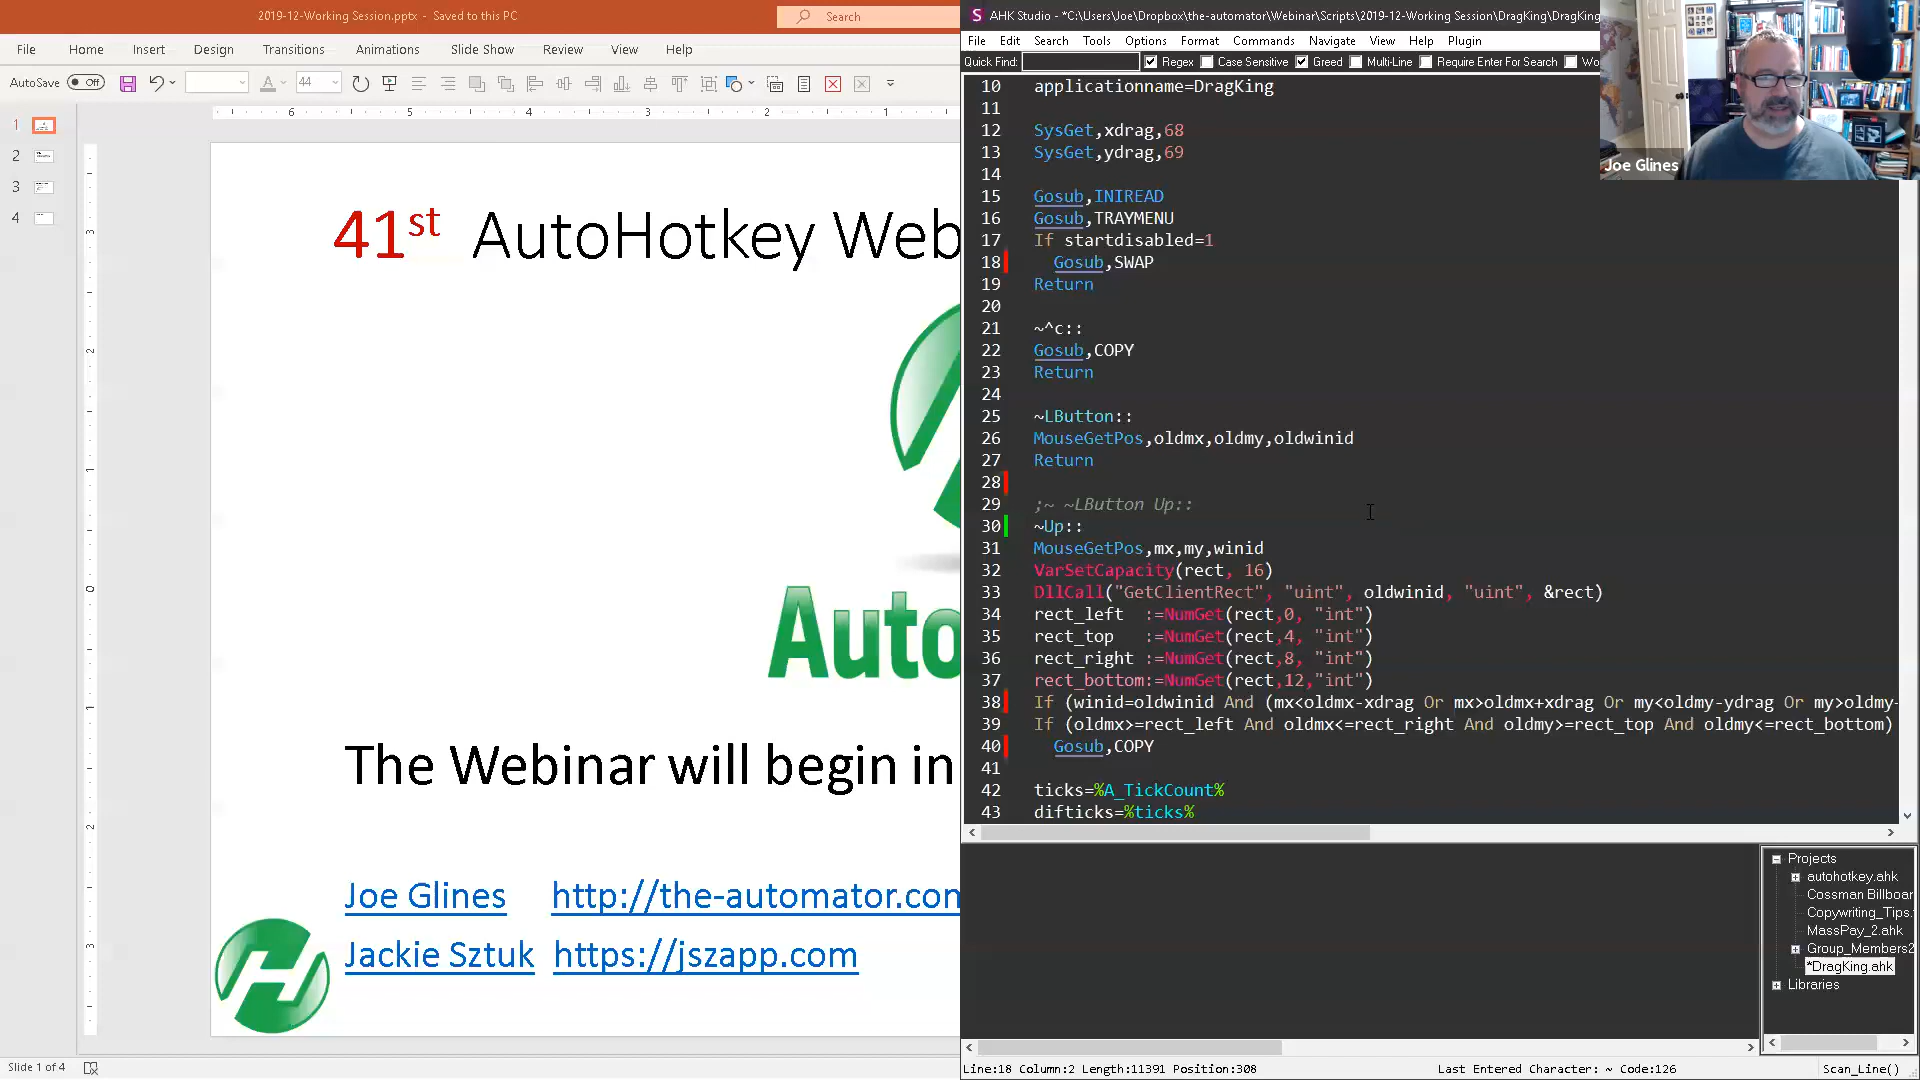 2019-12-Working Session.pptx - Saved to this PC
Search
File Home Insert Design Transitions Animations Slide Show Review View Help
AutoSave Off 44
6 5 4 3 2 1
1
2
3
4
41st AutoHotkey Web
Auto
The Webinar will begin in
Joe Glines http://the-automator.com
Jackie Sztuk https://jszapp.com
H
Slide 1 of 4
S AHK Studio - *C:\Users\Joe\Dropbox\the-automator\Webinar\Scripts\2019-12-Working Session\DragKing\DragKing
File Edit Search Tools Options Format Commands Navigate View Help Plugin
Quick Find: Regex Case Sensitive Greed Multi-Line Require Enter For Search Wo
10 applicationname=DragKing
11
12 SysGet,xdrag,68
13 SysGet,ydrag,69
14
15 Gosub,INIREAD
16 Gosub,TRAYMENU
17 If startdisabled=1
18 Gosub,SWAP
19 Return
20
21 ~^c::
22 Gosub,COPY
23 Return
24
25 ~LButton::
26 MouseGetPos,oldmx,oldmy,oldwinid
27 Return
28
29 ;~ ~LButton Up::
30 ~Up::
31 MouseGetPos,mx,my,winid
32 VarSetCapacity(rect, 16)
33 DllCall("GetClientRect", "uint", oldwinid, "uint", &rect)
34 rect_left :=NumGet(rect,0, "int")
35 rect_top :=NumGet(rect,4, "int")
36 rect_right :=NumGet(rect,8, "int")
37 rect_bottom:=NumGet(rect,12,"int")
38 If (winid=oldwinid And (mx<oldmx-xdrag Or mx>oldmx+xdrag Or my<oldmy-ydrag Or my>oldmy-
39 If (oldmx>=rect_left And oldmx<=rect_right And oldmy>=rect_top And oldmy<=rect_bottom)
40 Gosub,COPY
41
42 ticks=%A_TickCount%
43 difticks=%ticks%
Joe Glines
Projects
autohotkey.ahk
Cossman Billboar
Copywriting_Tips.
MassPay_2.ahk
Group_Members2
*DragKing.ahk
Libraries
Line:18 Column:2 Length:11391 Position:308 Last Entered Character: ~ Code:126 Scan_Line()